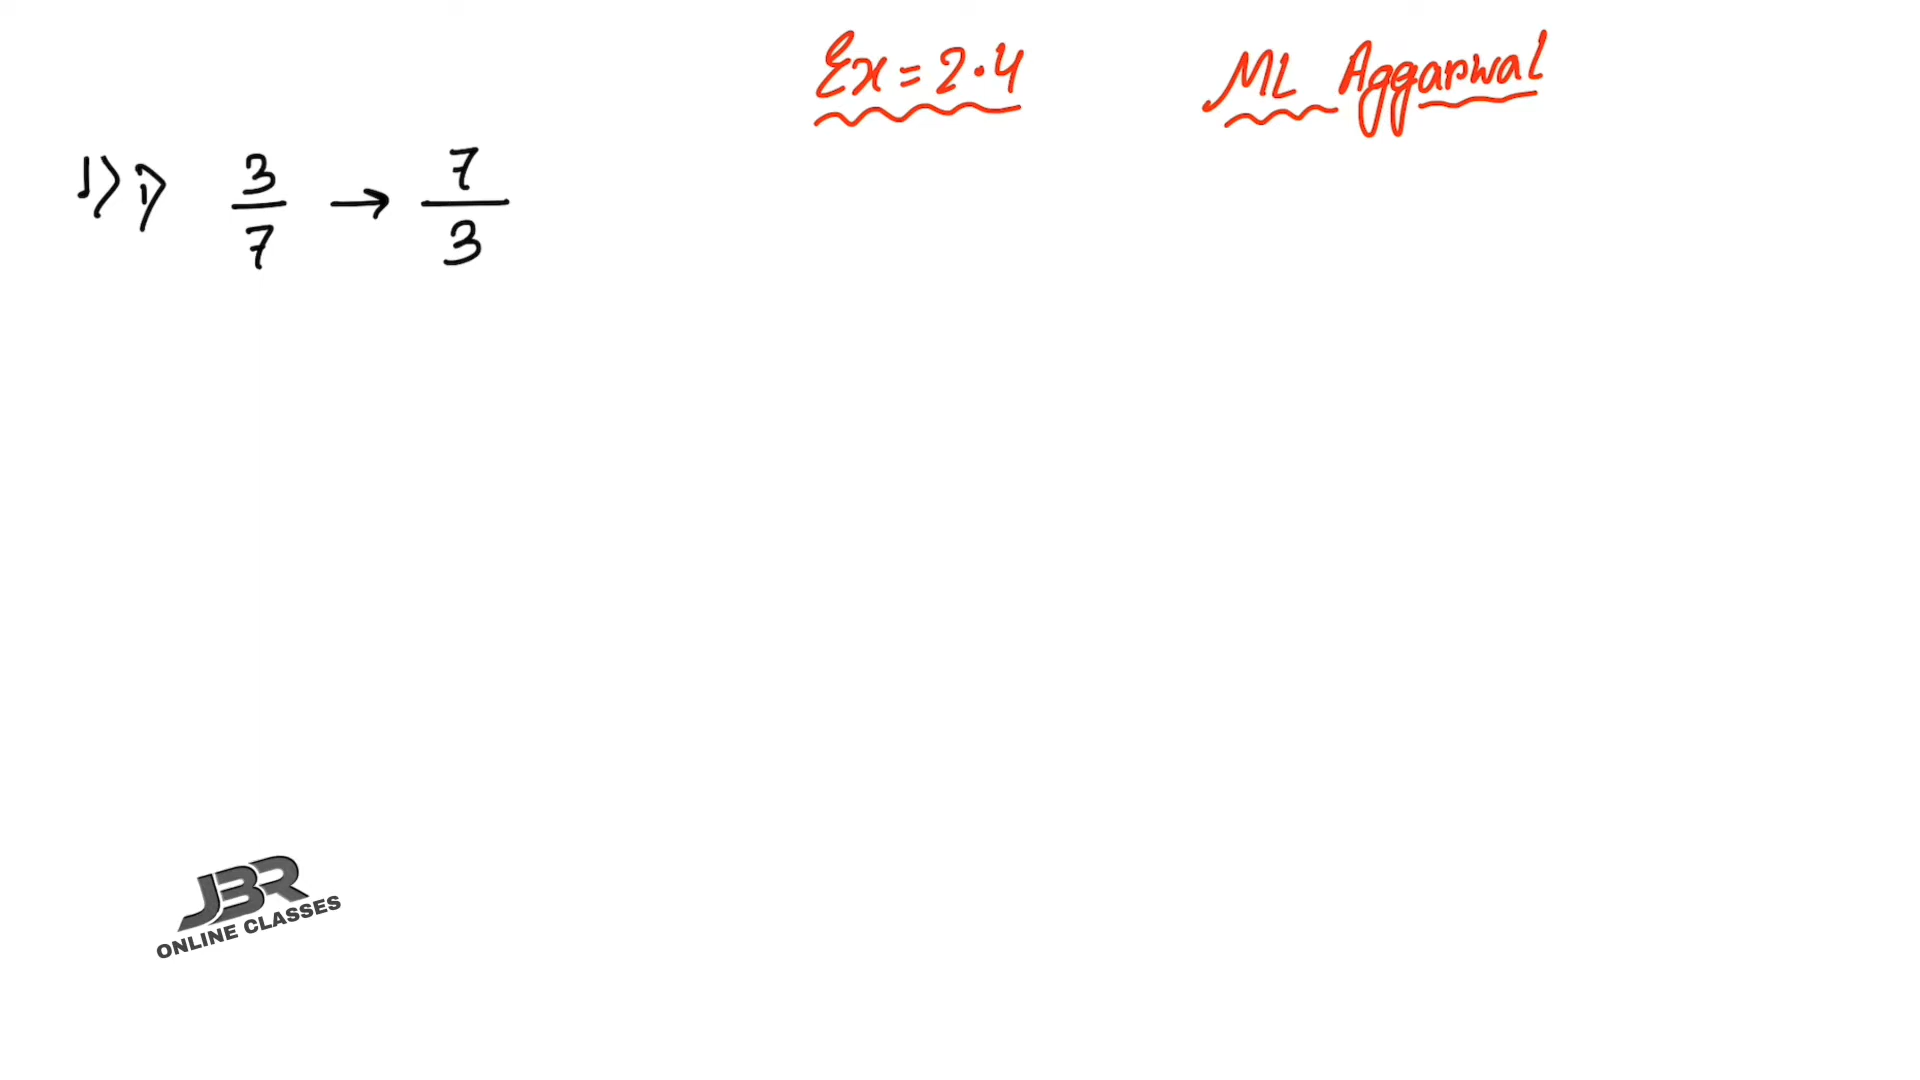 Ex = 2.4 ML Aggarwal
1) i) 3/7 → 7/3
JBR
ONLINE CLASSES